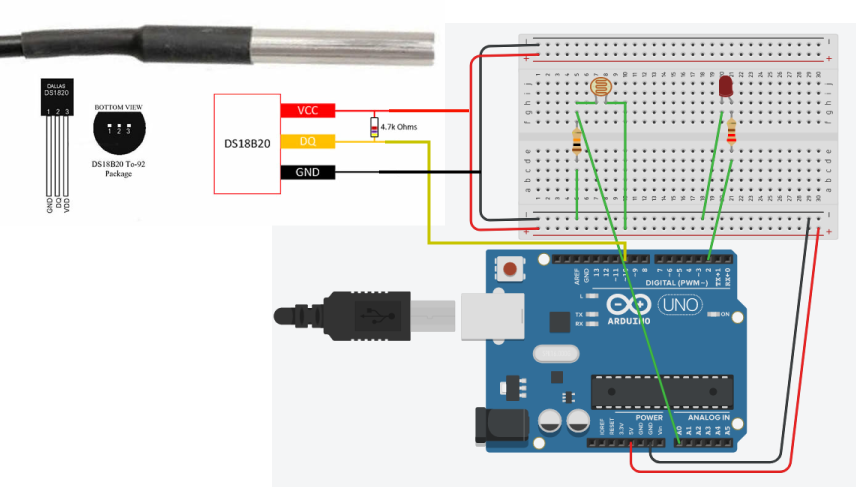 DALLAS
DS1820
1 2 3
GND
DQ
VDD
BOTTOM VIEW
1 2 3
DS18B20 To-92
Package
DS18B20
VCC
DQ
GND
4.7k Ohms
AREF
GND
13
12
~11
~10
~9
8
7
~6
~5
4
~3
2
TX→1
RX←0
DIGITAL (PWM~)
L
TX
RX
ARDUINO
UNO
ON
POWER
ANALOG IN
IOREF
RESET
3.3V
5V
GND
GND
Vin
A0
A1
A2
A3
A4
A5